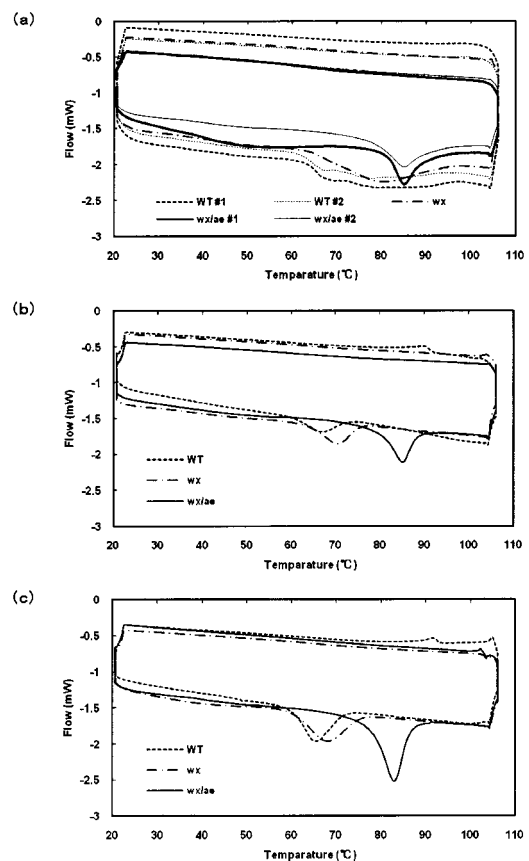 (a)
0
-0.5
-1
-1.5
-2
-2.5
-3
Flow (mW)
WT #1 WT #2 wx
wx/ae #1 wx/ae #2
20 30 40 50 60 70 80 90 100 110
Temparature (℃)
(b)
0
-0.5
-1
-1.5
-2
-2.5
-3
Flow (mW)
WT
wx
wx/ae
20 30 40 50 60 70 80 90 100 110
Temparature (℃)
(c)
0
-0.5
-1
-1.5
-2
-2.5
-3
Flow (mW)
WT
wx
wx/ae
20 30 40 50 60 70 80 90 100 110
Temparature (℃)